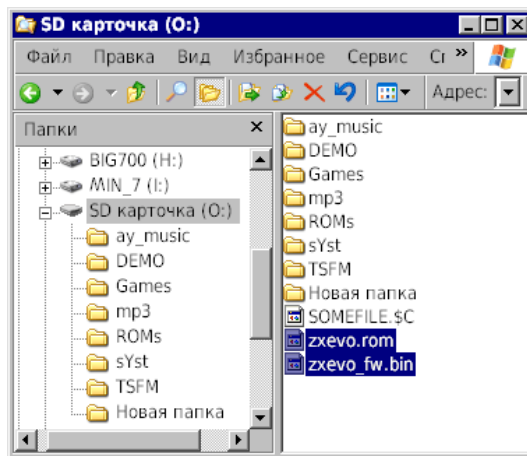 SD карточка (O:)
Файл Правка Вид Избранное Сервис »
Адрес:
Папки
BIG700 (H:)
MIN_7 (I:)
SD карточка (O:)
ay_music
DEMO
Games
mp3
ROMs
sYst
TSFM
Новая папка
ay_music
DEMO
Games
mp3
ROMs
sYst
TSFM
Новая папка
SOMEFILE.$C
zxevo.rom
zxevo_fw.bin